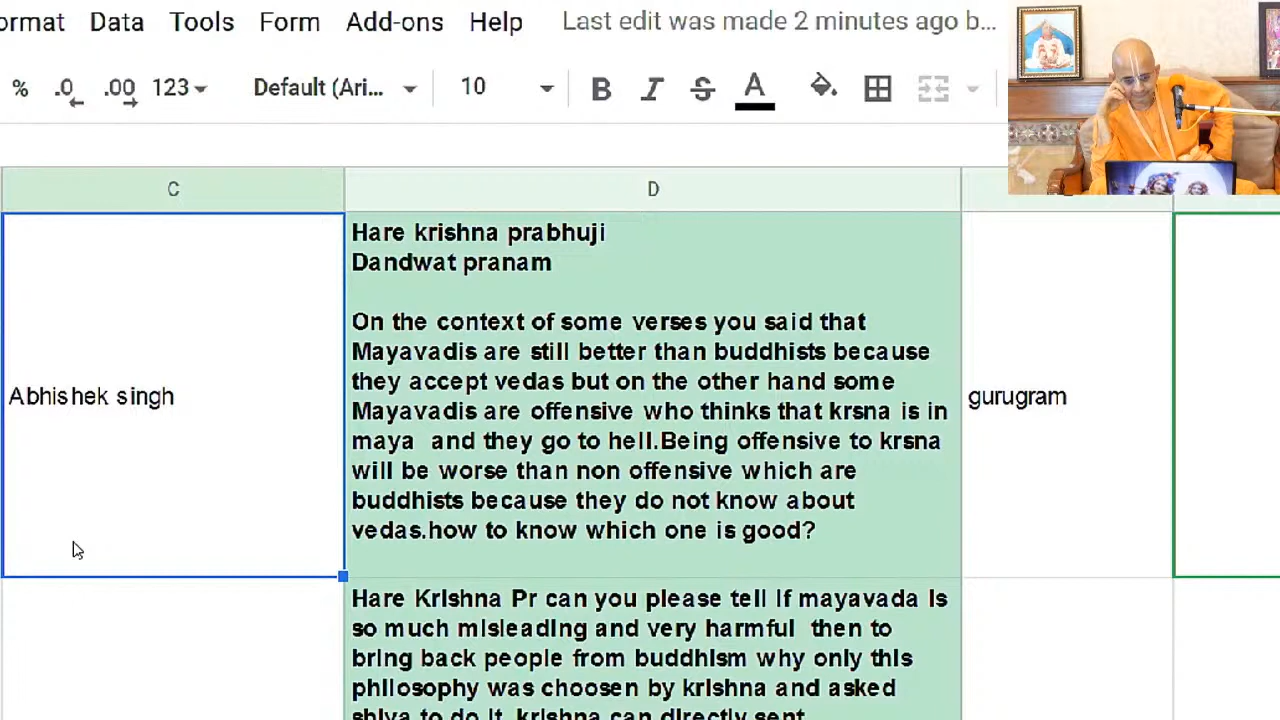 ormat Data Tools Form Add-ons Help Last edit was made 2 minutes ago b...
% .0 .00 123 Default (Ari... 10 B I S A
C D
Hare krishna prabhuji
Dandwat pranam
On the context of some verses you said that
Mayavadis are still better than buddhists because
they accept vedas but on the other hand some
Mayavadis are offensive who thinks that krsna is in
maya and they go to hell.Being offensive to krsna
will be worse than non offensive which are
buddhists because they do not know about
vedas.how to know which one is good?
Abhishek singh
gurugram
Hare Krishna Pr can you please tell if mayavada is
so much misleading and very harmful then to
bring back people from buddhism why only this
philosophy was choosen by krishna and asked
shiva to do it. krishna can directly sent